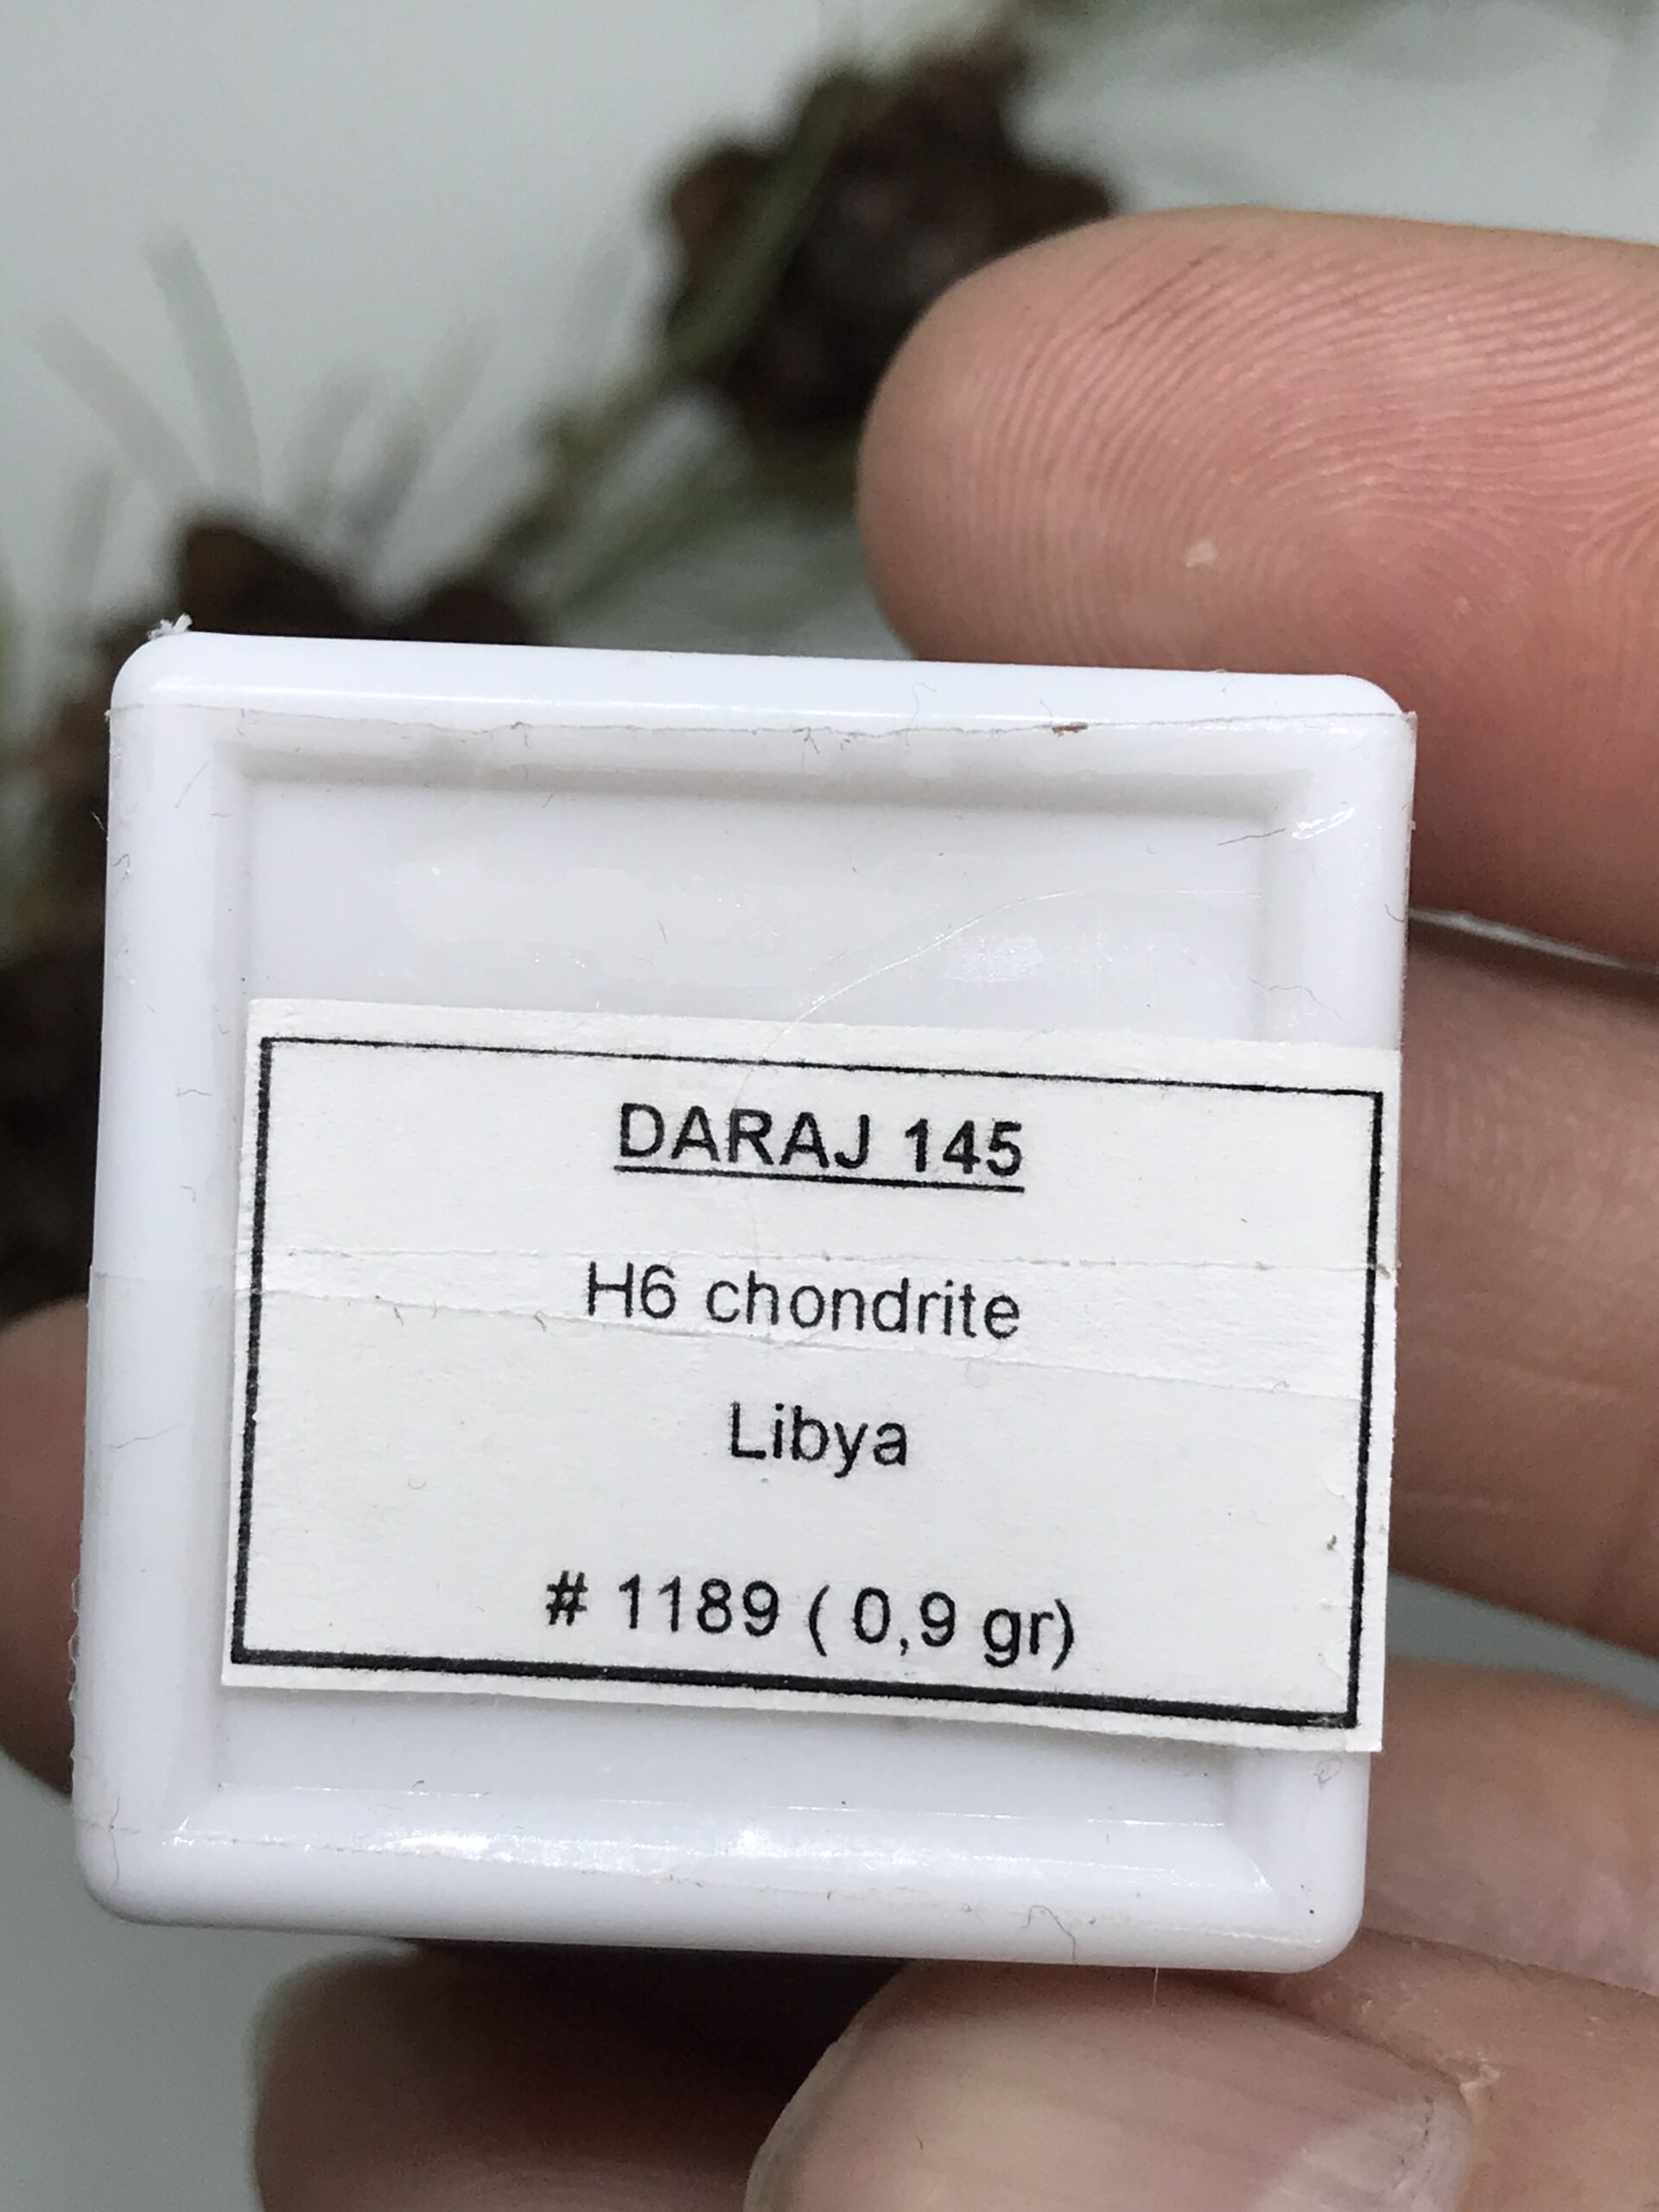 DARAJ 145
H6 chondrite
Libya
# 1189 ( 0,9 gr)